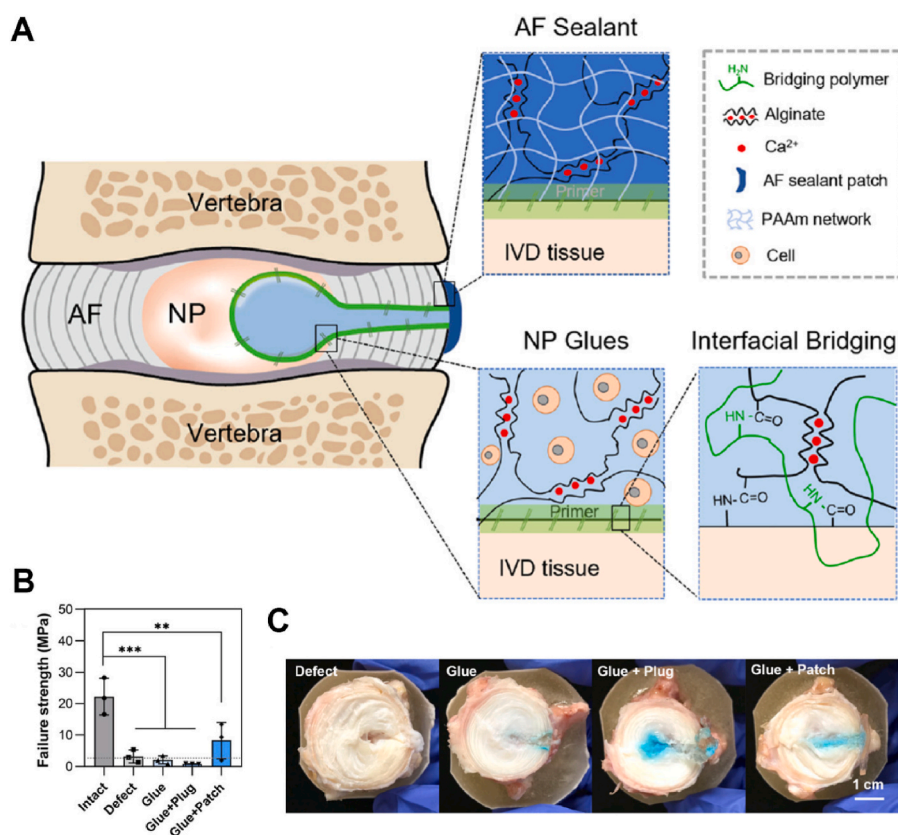 A
AF Sealant
Primer
IVD tissue
H₂N
Bridging polymer
Alginate
Ca²⁺
AF sealant patch
PAAm network
Cell
Vertebra
AF
NP
Vertebra
NP Glues
Primer
IVD tissue
Interfacial Bridging
HN-C=O
HN-C=O
HN-C=O
B
Failure strength (MPa)
50
40
30
20
10
0
**
***
Intact
Defect
Glue
Glue+Plug
Glue+Patch
C
Defect
Glue
Glue + Plug
Glue + Patch
1 cm